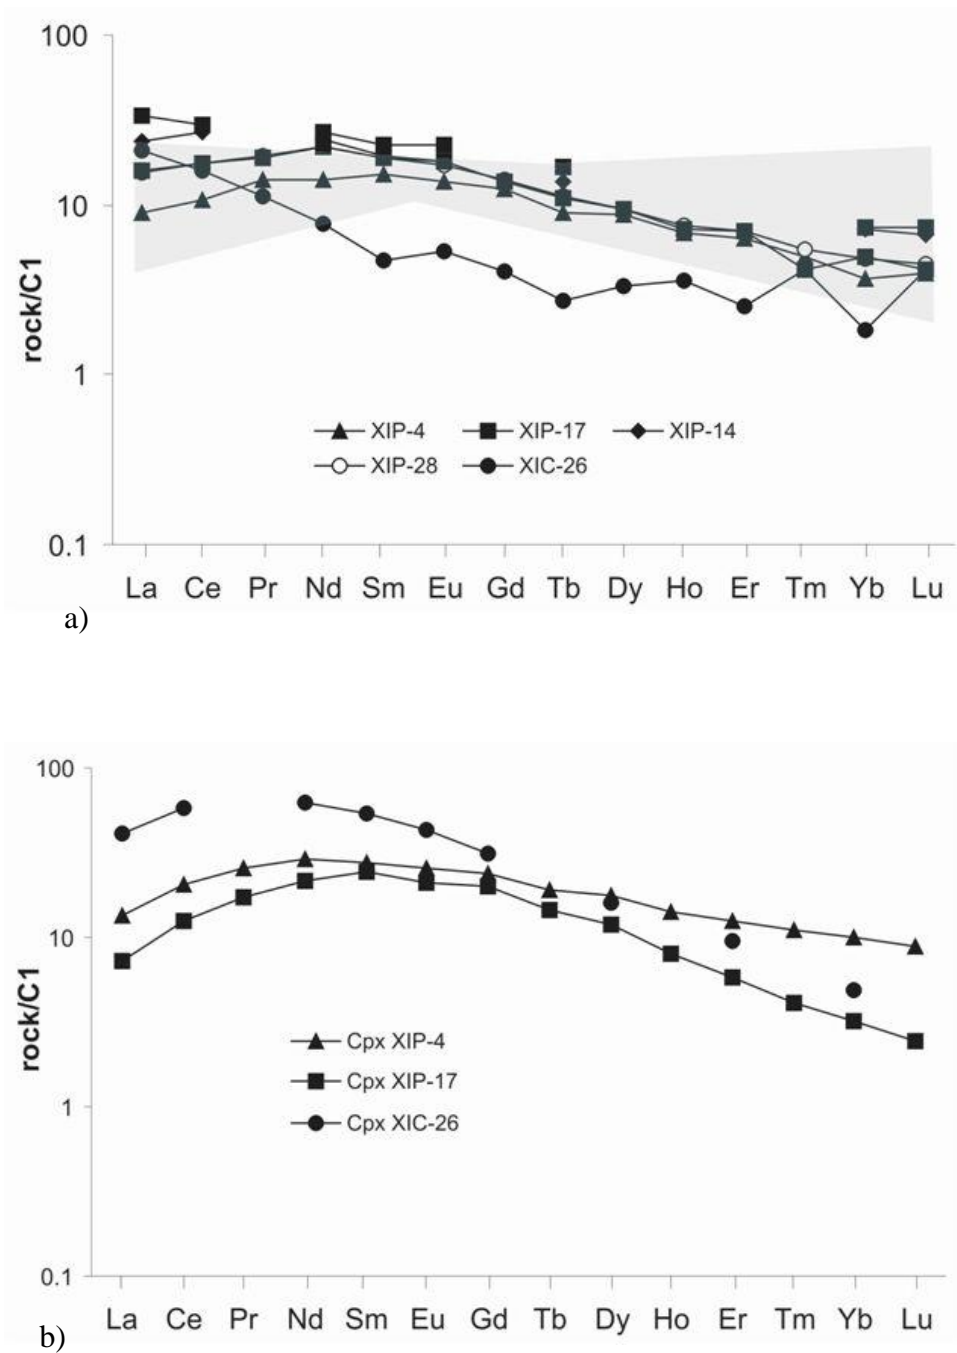 100
10
1
0.1
rock/C1
XIP-4 XIP-17 XIP-14
XIP-28 XIC-26
La Ce Pr Nd Sm Eu Gd Tb Dy Ho Er Tm Yb Lu
a)
100
10
1
0.1
rock/C1
Cpx XIP-4
Cpx XIP-17
Cpx XIC-26
La Ce Pr Nd Sm Eu Gd Tb Dy Ho Er Tm Yb Lu
b)